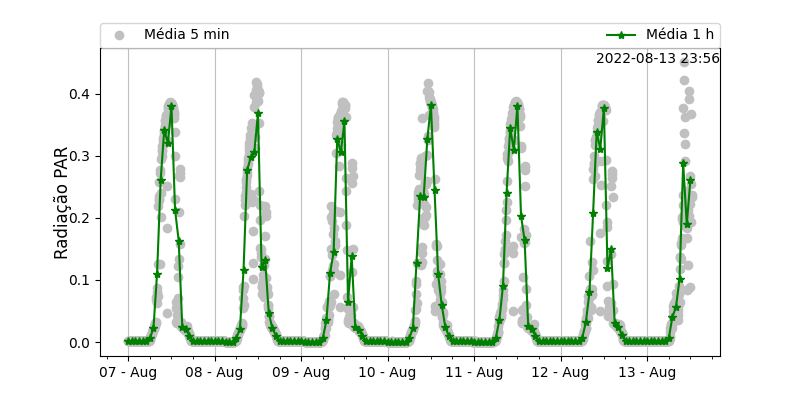 Média 5 min
Média 1 h
2022-08-13 23:56
Radiação PAR
0.4
0.3
0.2
0.1
0.0
07 - Aug
08 - Aug
09 - Aug
10 - Aug
11 - Aug
12 - Aug
13 - Aug